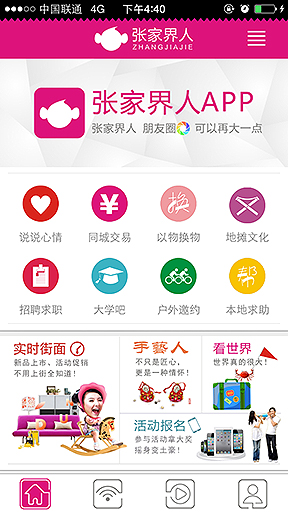 中国联通 4G 下午4:40
张家界人
ZHANGJIAJIE
张家界人APP
张家界人 朋友圈 可以再大一点
¥ 换
说说心情 同城交易 以物换物 地摊文化
帮
招聘求职 大学吧 户外邀约 本地求助
实时街面
新品上市、活动促销
不用上街全知道！
手艺人
不只是匠心，
更是一种情怀！
看世界
世界真的很大！
活动报名
参与活动拿大奖
摇身变土豪！